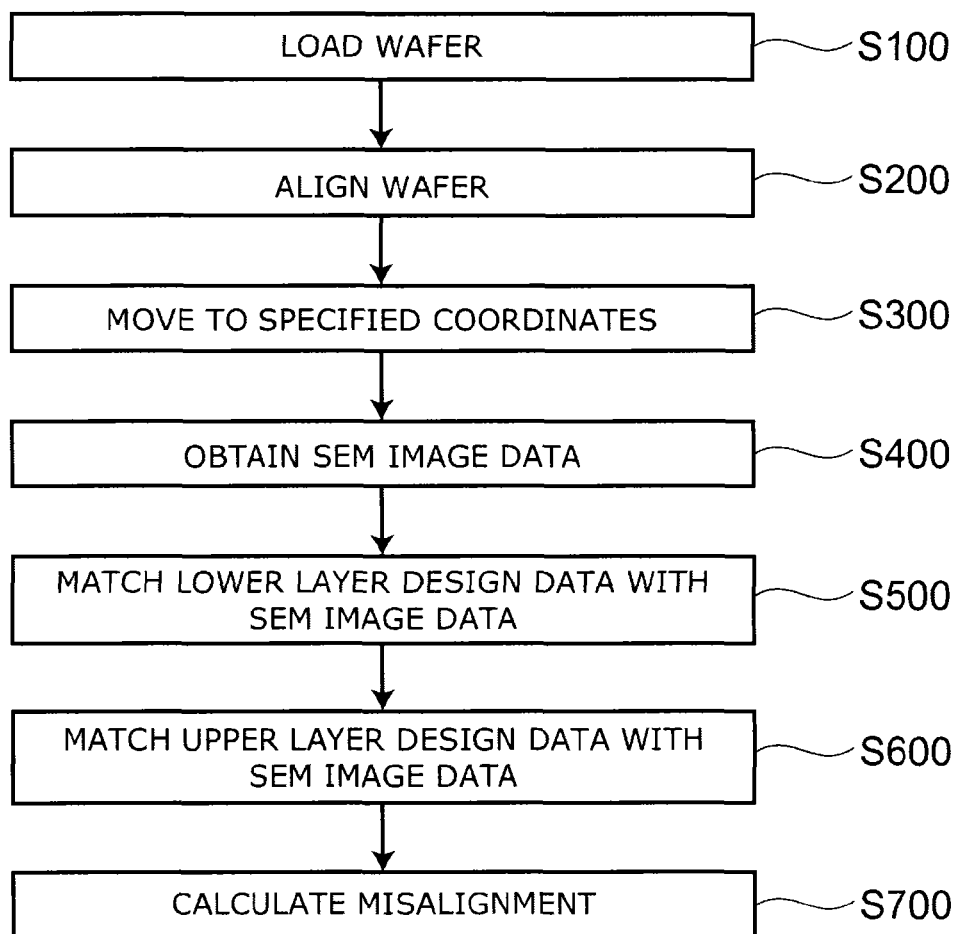 LOAD WAFER
S100
ALIGN WAFER
S200
MOVE TO SPECIFIED COORDINATES
S300
OBTAIN SEM IMAGE DATA
S400
MATCH LOWER LAYER DESIGN DATA WITH
SEM IMAGE DATA
S500
MATCH UPPER LAYER DESIGN DATA WITH
SEM IMAGE DATA
S600
CALCULATE MISALIGNMENT
S700